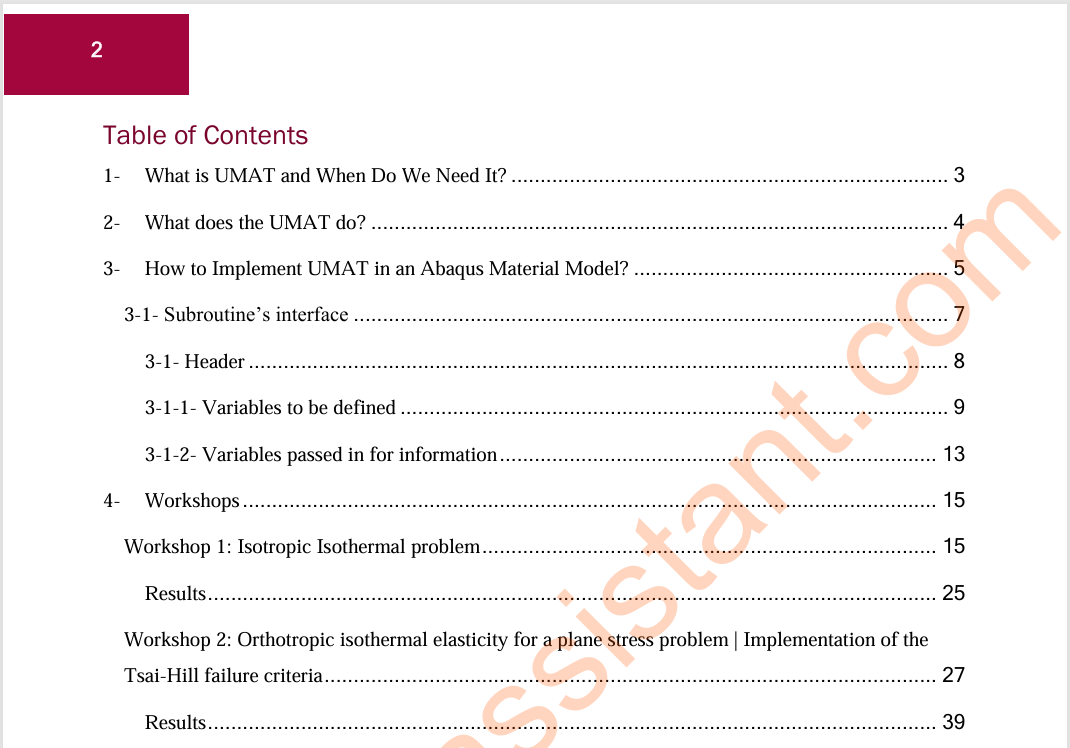 2
Table of Contents
1- What is UMAT and When Do We Need It? 3
2- What does the UMAT do? 4
3- How to Implement UMAT in an Abaqus Material Model? 5
3-1- Subroutine’s interface 7
3-1- Header 8
3-1-1- Variables to be defined 9
3-1-2- Variables passed in for information 13
4- Workshops 15
Workshop 1: Isotropic Isothermal problem 15
Results 25
Workshop 2: Orthotropic isothermal elasticity for a plane stress problem | Implementation of the
Tsai-Hill failure criteria 27
Results 39
assistant.com